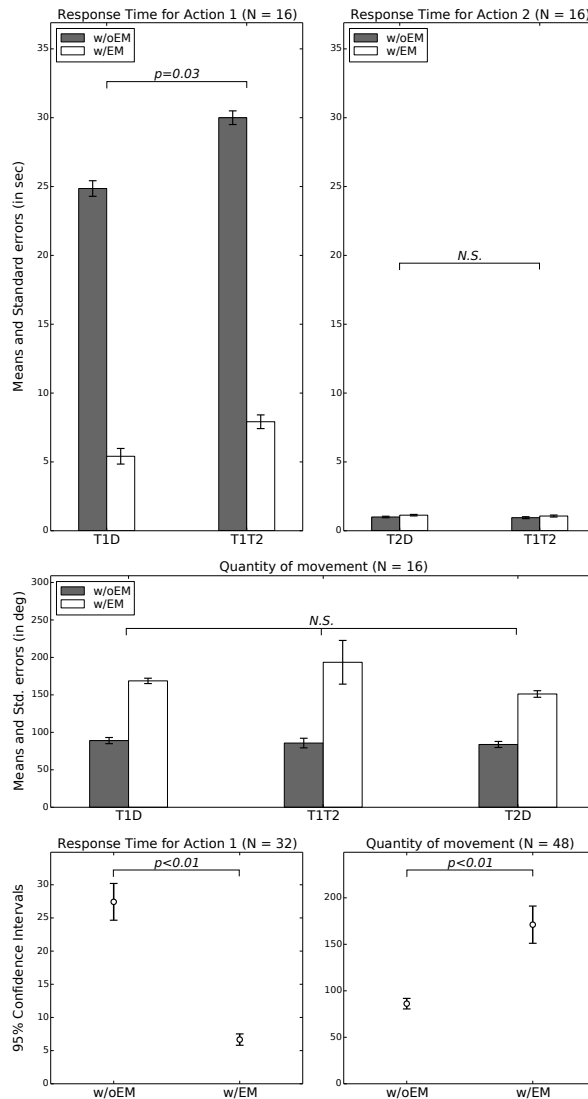 Response Time for Action 1 (N = 16)
w/oEM
w/EM
p=0.03
35
30
25
20
15
10
5
0
Means and Standard errors (in sec)
T1D
T1T2
Response Time for Action 2 (N = 16)
w/oEM
w/EM
N.S.
35
30
25
20
15
10
5
0
T2D
T1T2
Quantity of movement (N = 16)
w/oEM
w/EM
N.S.
300
250
200
150
100
50
0
Means and Std. errors (in deg)
T1D
T1T2
T2D
Response Time for Action 1 (N = 32)
p<0.01
30
25
20
15
10
5
0
95% Confidence Intervals
w/oEM
w/EM
Quantity of movement (N = 48)
p<0.01
200
150
100
50
0
w/oEM
w/EM